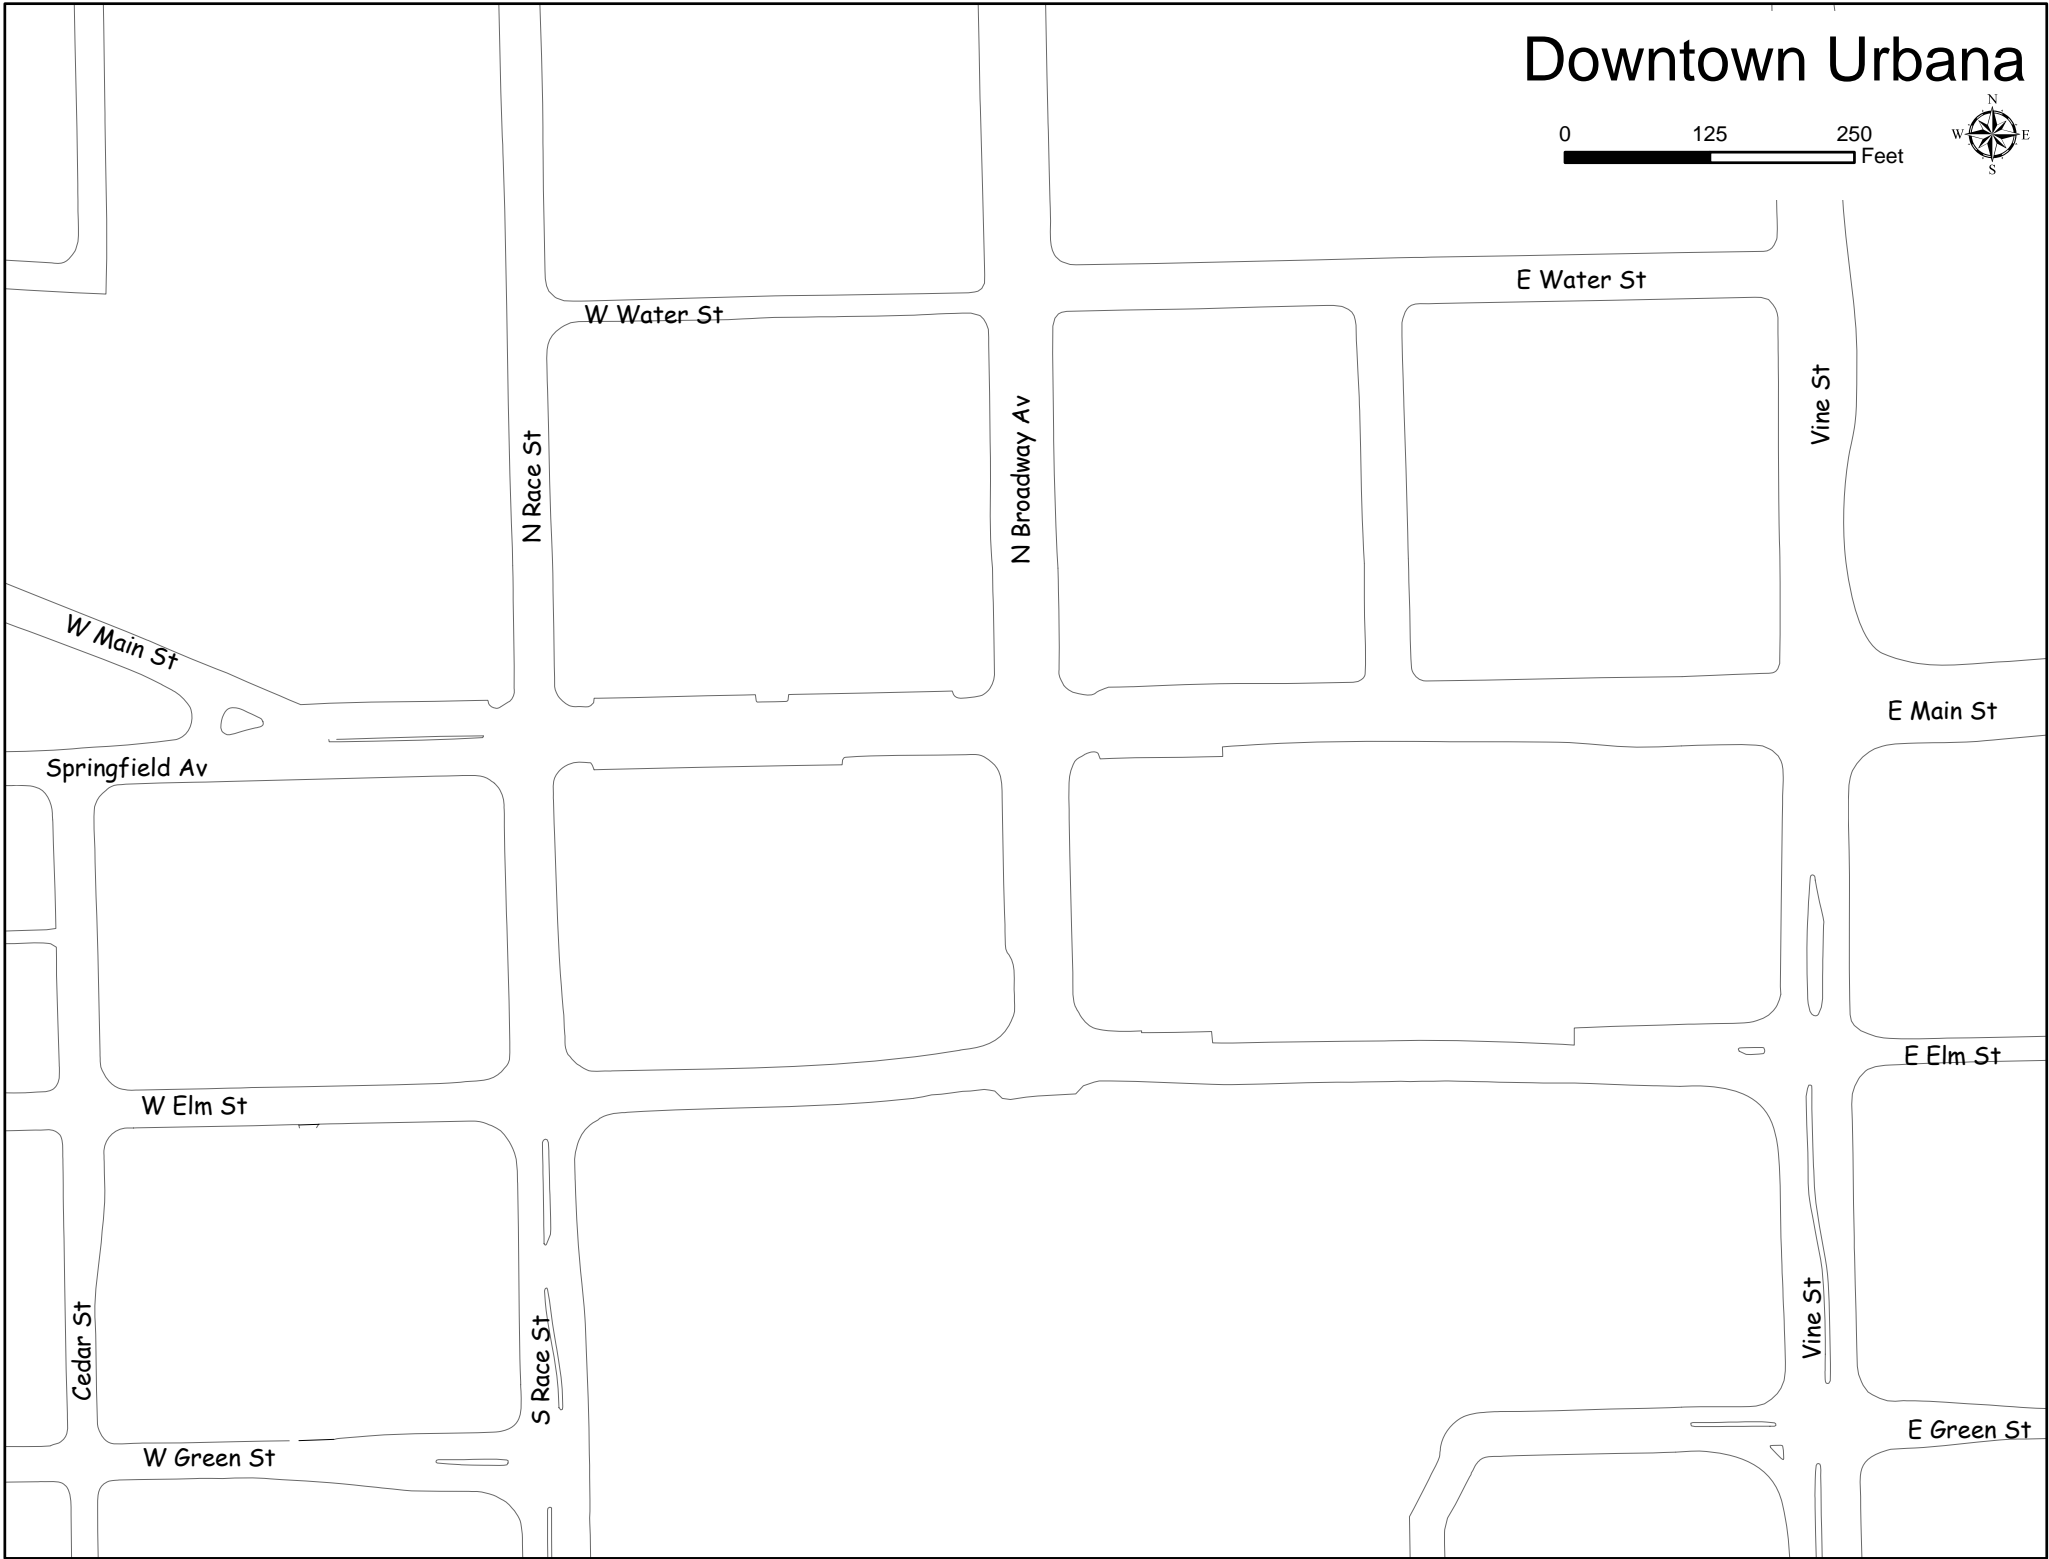 Downtown Urbana
N
W E
S
0 125 250
Feet
E Water St
W Water St
Vine St
N Race St
N Broadway Av
W Main St
E Main St
Springfield Av
E Elm St
W Elm St
Cedar St
S Race St
Vine St
E Green St
W Green St